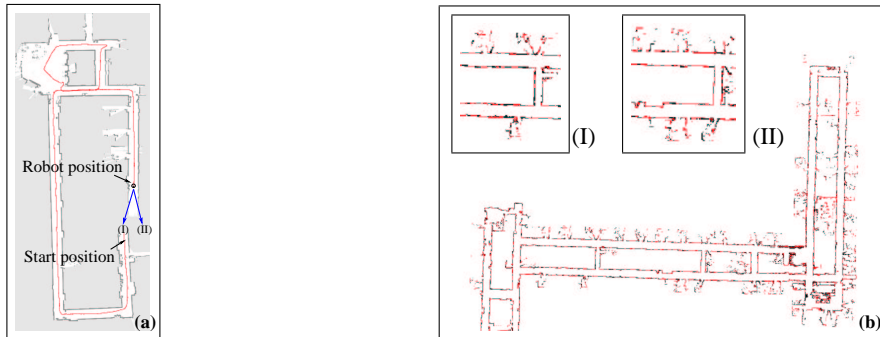 Robot position
(I) (II)
Start position
(a)
(I)
(II)
(b)